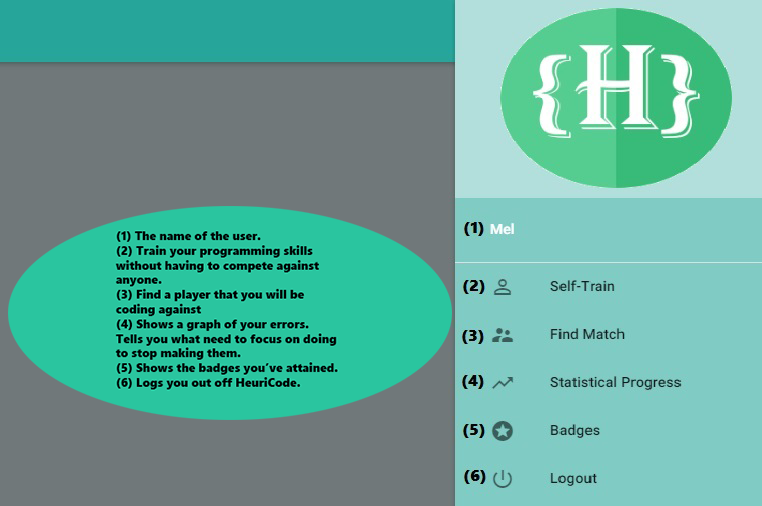 {H}
(1) Mel
(1) The name of the user.
(2) Train your programming skills
without having to compete against
anyone.
(3) Find a player that you will be
coding against
(4) Shows a graph of your errors.
Tells you what need to focus on doing
to stop making them.
(5) Shows the badges you've attained.
(6) Logs you out off HeuriCode.
(2) Self-Train
(3) Find Match
(4) Statistical Progress
(5) Badges
(6) Logout